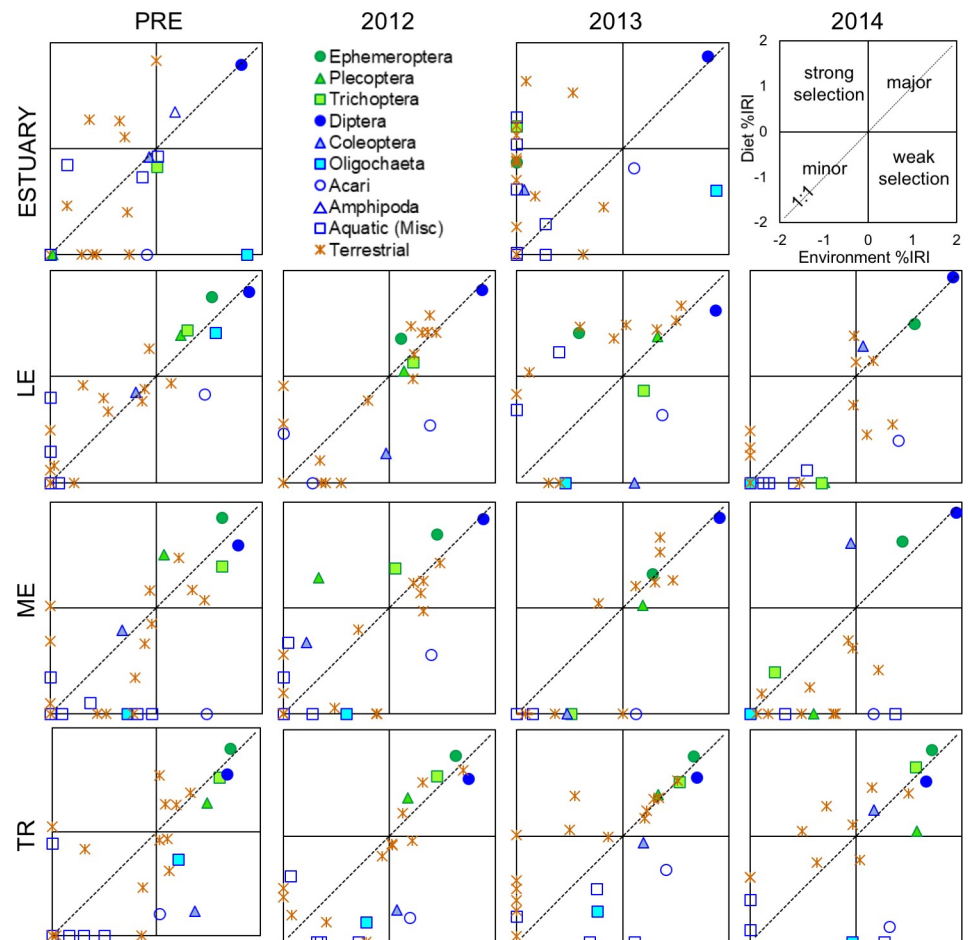 PRE
2012
2013
2014
ESTUARY
Ephemeroptera
Plecoptera
Trichoptera
Diptera
Coleoptera
Oligochaeta
Acari
Amphipoda
Aquatic (Misc)
Terrestrial
Diet %IRI
2
1
0
-1
-2
strong
selection
major
minor
weak
selection
1:1
-2
-1
0
1
2
Environment %IRI
LE
ME
TR